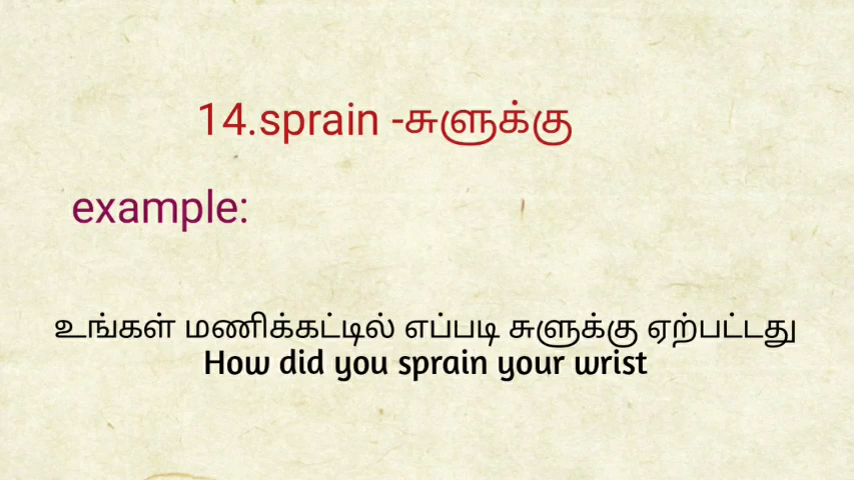 14.sprain -சுளுக்கு
example:
உங்கள் மணிக்கட்டில் எப்படி சுளுக்கு ஏற்பட்டது
How did you sprain your wrist